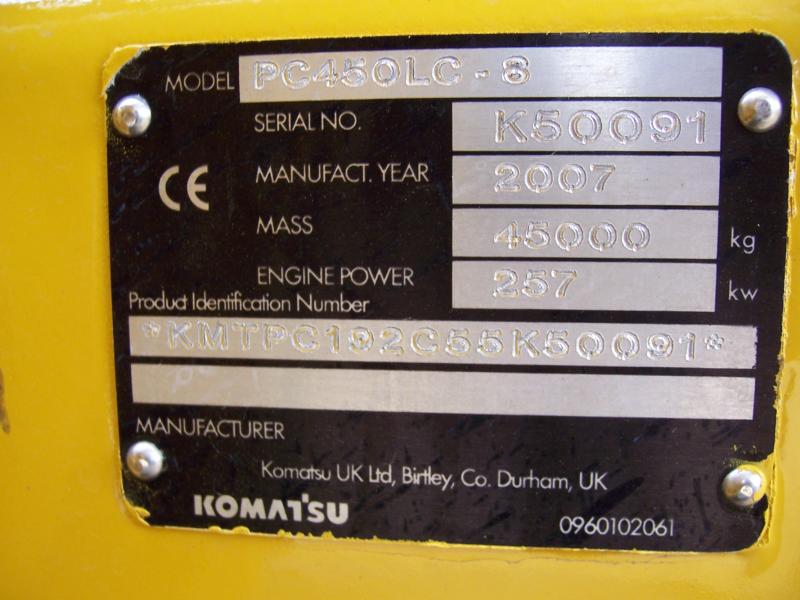 MODEL PC450LC-8
SERIAL NO. K50091
CE MANUFACT. YEAR 2007
MASS 45000 kg
ENGINE POWER 257 kw
Product Identification Number
*KMTPC192C55K50091*
MANUFACTURER
Komatsu UK Ltd, Birtley, Co. Durham, UK
KOMATSU
0960102061